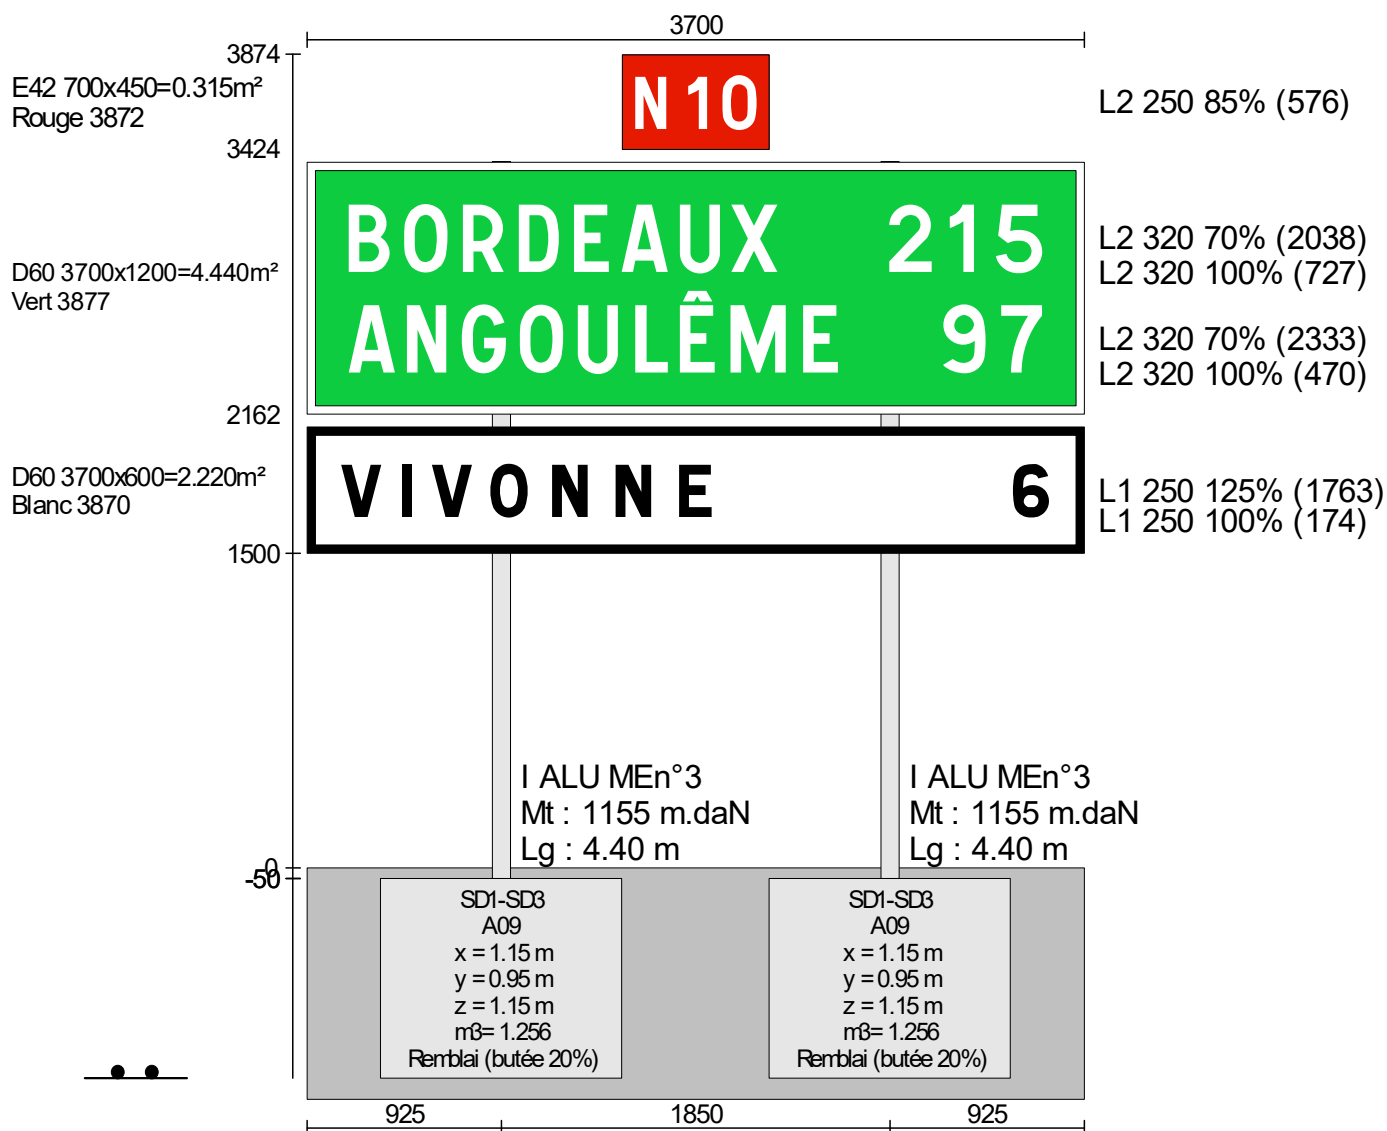 3700
3874
E42 700x450=0.315m²
Rouge 3872
N 10
L2 250 85% (576)
3424
BORDEAUX 215
L2 320 70% (2038)
L2 320 100% (727)
D60 3700x1200=4.440m²
Vert 3877
ANGOULÊME 97
L2 320 70% (2333)
L2 320 100% (470)
2162
D60 3700x600=2.220m²
Blanc 3870
VIVONNE 6
L1 250 125% (1763)
L1 250 100% (174)
1500
I ALU MEn°3
Mt : 1155 m.daN
Lg : 4.40 m
I ALU MEn°3
Mt : 1155 m.daN
Lg : 4.40 m
0
-50
SD1-SD3
A09
x = 1.15 m
y = 0.95 m
z = 1.15 m
m3= 1.256
Remblai (butée 20%)
SD1-SD3
A09
x = 1.15 m
y = 0.95 m
z = 1.15 m
m3= 1.256
Remblai (butée 20%)
925 1850 925